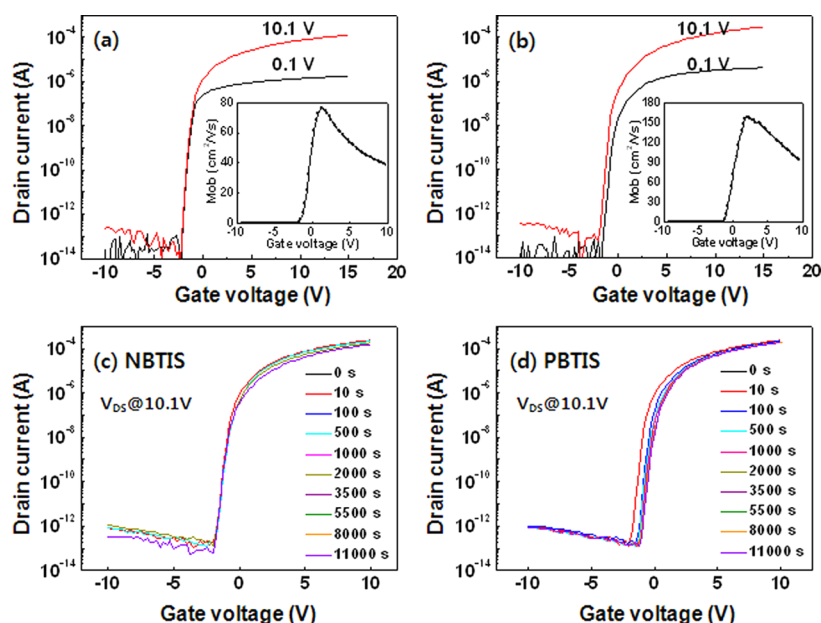 (a)
10.1 V
0.1 V
Drain current (A)
10⁻⁴
10⁻⁶
10⁻⁸
10⁻¹⁰
10⁻¹²
10⁻¹⁴
-10 -5 0 5 10 15 20
Gate voltage (V)
Mob (cm²/Vs)
80
60
40
20
0
-10 -5 0 5 10
Gate voltage (V)
(b)
10.1 V
0.1 V
Drain current (A)
10⁻⁴
10⁻⁶
10⁻⁸
10⁻¹⁰
10⁻¹²
10⁻¹⁴
-10 -5 0 5 10 15 20
Gate voltage (V)
Mob (cm²/Vs)
180
150
120
90
60
30
0
-10 -5 0 5 10
Gate voltage (V)
(c) NBTIS
V_DS@10.1V
0 s
10 s
100 s
500 s
1000 s
2000 s
3500 s
5500 s
8000 s
11000 s
Drain current (A)
10⁻⁴
10⁻⁶
10⁻⁸
10⁻¹⁰
10⁻¹²
10⁻¹⁴
-10 -5 0 5 10
Gate voltage (V)
(d) PBTIS
V_DS@10.1V
0 s
10 s
100 s
500 s
1000 s
2000 s
3500 s
5500 s
8000 s
11000 s
Drain current (A)
10⁻⁴
10⁻⁶
10⁻⁸
10⁻¹⁰
10⁻¹²
10⁻¹⁴
-10 -5 0 5 10
Gate voltage (V)